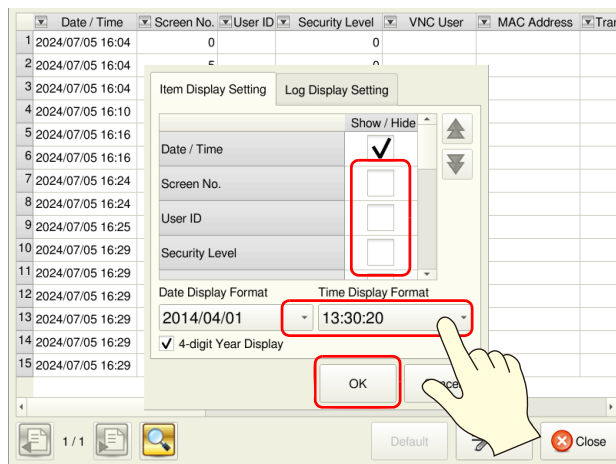 Date / Time Screen No. User ID Security Level VNC User MAC Address Tran
1 2024/07/05 16:04 0 0
2 2024/07/05 16:04
3 2024/07/05 16:04
4 2024/07/05 16:10
5 2024/07/05 16:16
6 2024/07/05 16:16
7 2024/07/05 16:24
8 2024/07/05 16:24
9 2024/07/05 16:25
10 2024/07/05 16:29
11 2024/07/05 16:29
12 2024/07/05 16:29
13 2024/07/05 16:29
14 2024/07/05 16:29
15 2024/07/05 16:29
Item Display Setting Log Display Setting
Show / Hide
Date / Time
Screen No.
User ID
Security Level
Date Display Format Time Display Format
2014/04/01 13:30:20
4-digit Year Display
OK
1 / 1 Default Close